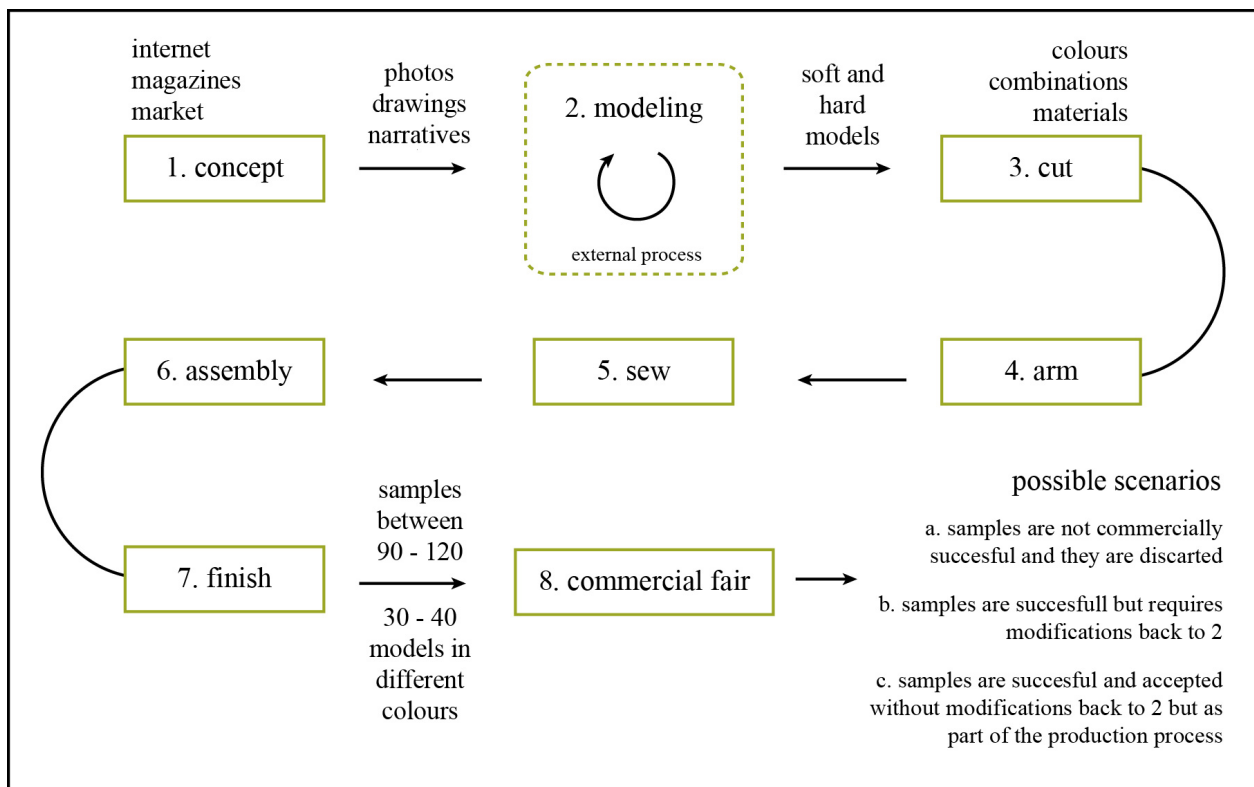 internet
magazines
market
1. concept
photos
drawings
narratives
2. modeling
external process
soft and
hard
models
colours
combinations
materials
3. cut
4. arm
5. sew
6. assembly
7. finish
samples
between
90 - 120
30 - 40
models in
different
colours
8. commercial fair
possible scenarios
a. samples are not commercially
succesful and they are discarted
b. samples are succesfull but requires
modifications back to 2
c. samples are succesful and accepted
without modifications back to 2 but as
part of the production process